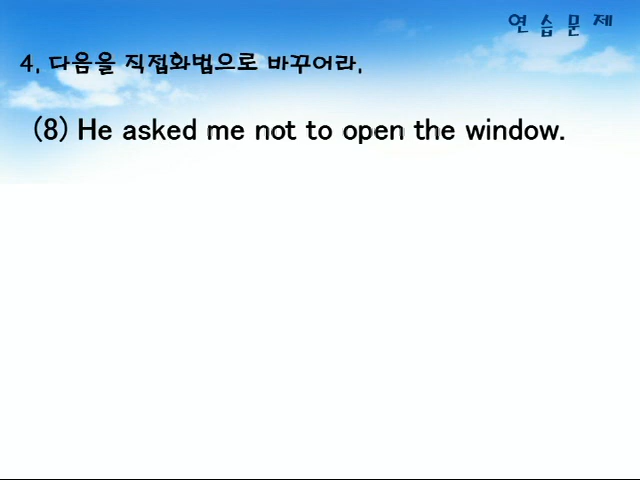 연습문제
4. 다음을 직접화법으로 바꾸어라.
(8) He asked me not to open the window.